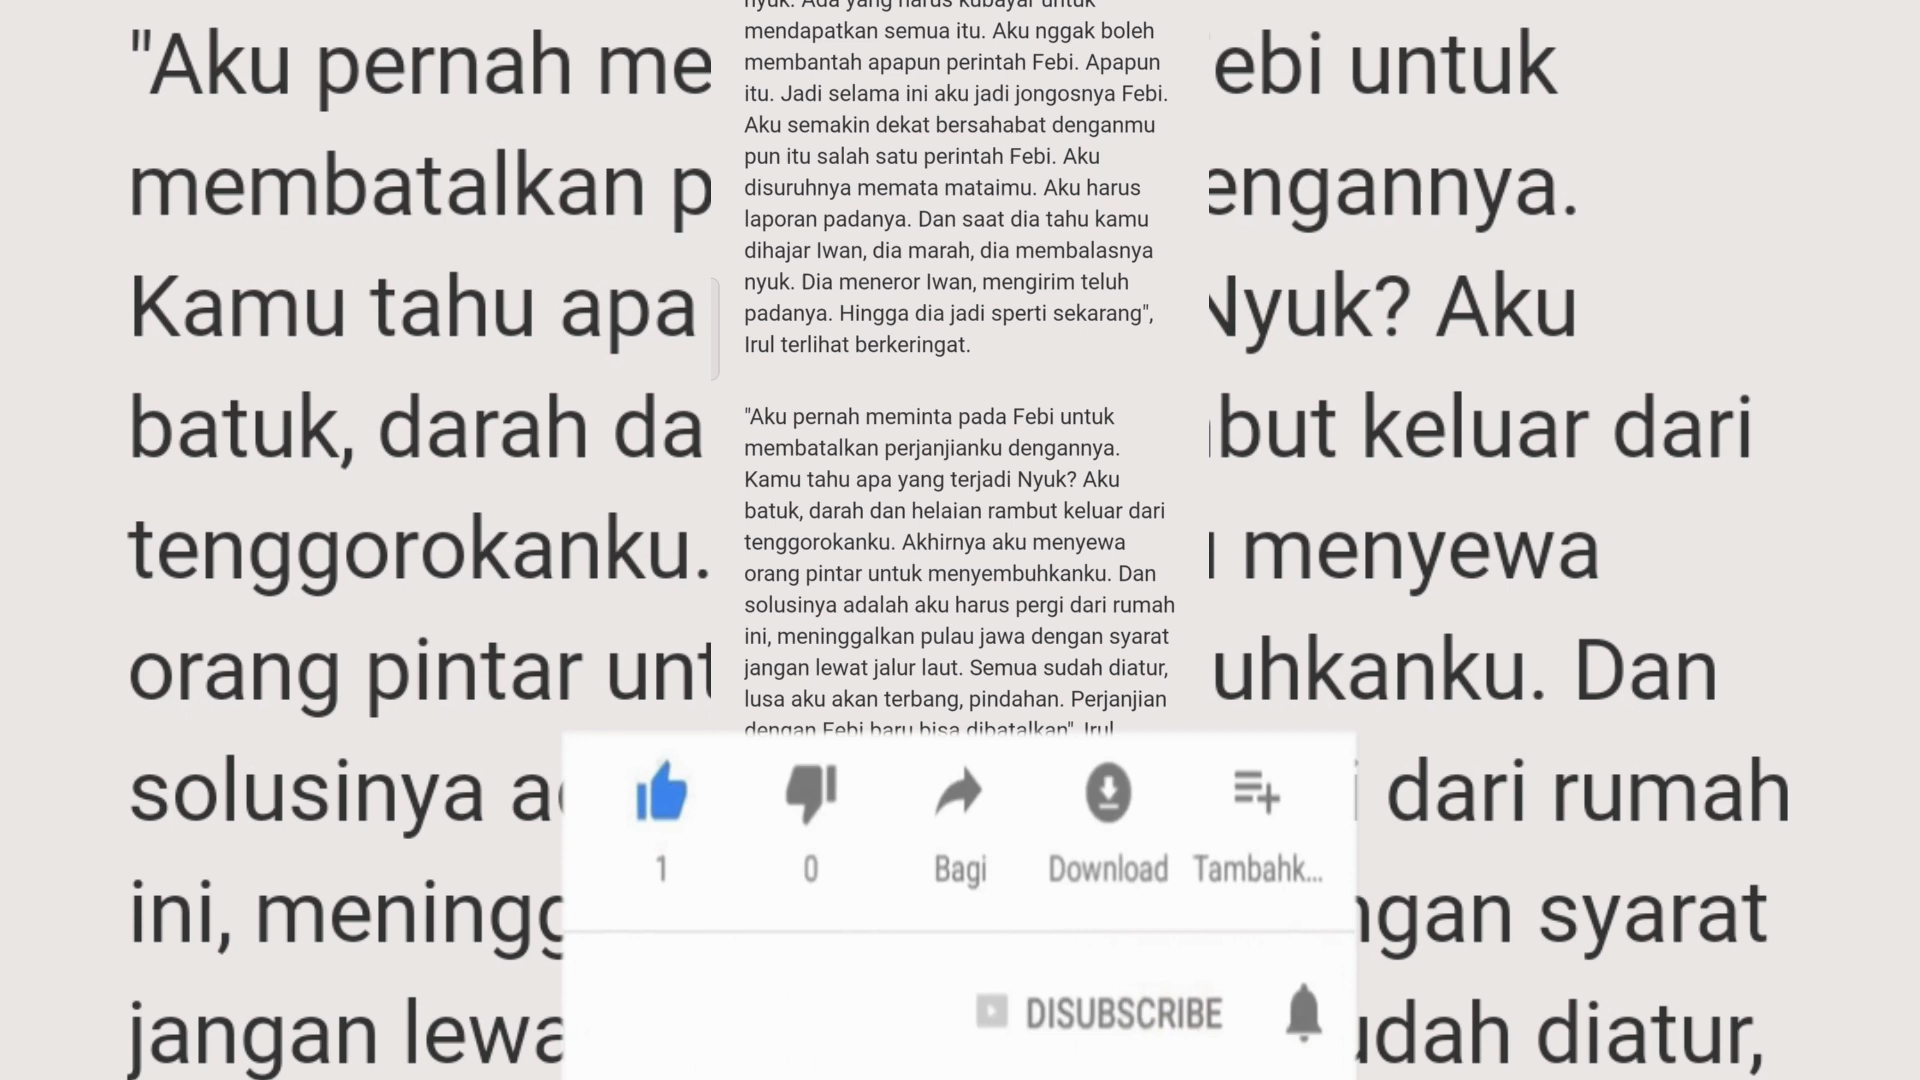 "Aku pernah me
membatalkan p
Kamu tahu apa
batuk, darah da
tenggorokanku.
orang pintar unt
solusinya
ini, meningg
jangan lewa
nyuk. Ada yang harus kubayar untuk
mendapatkan semua itu. Aku nggak boleh
membantah apapun perintah Febi. Apapun
itu. Jadi selama ini aku jadi jongosnya Febi.
Aku semakin dekat bersahabat denganmu
pun itu salah satu perintah Febi. Aku
disuruhnya memata mataimu. Aku harus
laporan padanya. Dan saat dia tahu kamu
dihajar Iwan, dia marah, dia membalasnya
nyuk. Dia meneror Iwan, mengirim teluh
padanya. Hingga dia jadi sperti sekarang",
Irul terlihat berkeringat.
"Aku pernah meminta pada Febi untuk
membatalkan perjanjianku dengannya.
Kamu tahu apa yang terjadi Nyuk? Aku
batuk, darah dan helaian rambut keluar dari
tenggorokanku. Akhirnya aku menyewa
orang pintar untuk menyembuhkanku. Dan
solusinya adalah aku harus pergi dari rumah
ini, meninggalkan pulau jawa dengan syarat
jangan lewat jalur laut. Semua sudah diatur,
lusa aku akan terbang, pindahan. Perjanjian
dengan Febi baru bisa dibatalkan", Irul
ebi untuk
engannya.
Nyuk? Aku
but keluar dari
menyewa
uhkanku. Dan
dari rumah
ngan syarat
udah diatur,
1 0 Bagi Download Tambahk...
DISUBSCRIBE